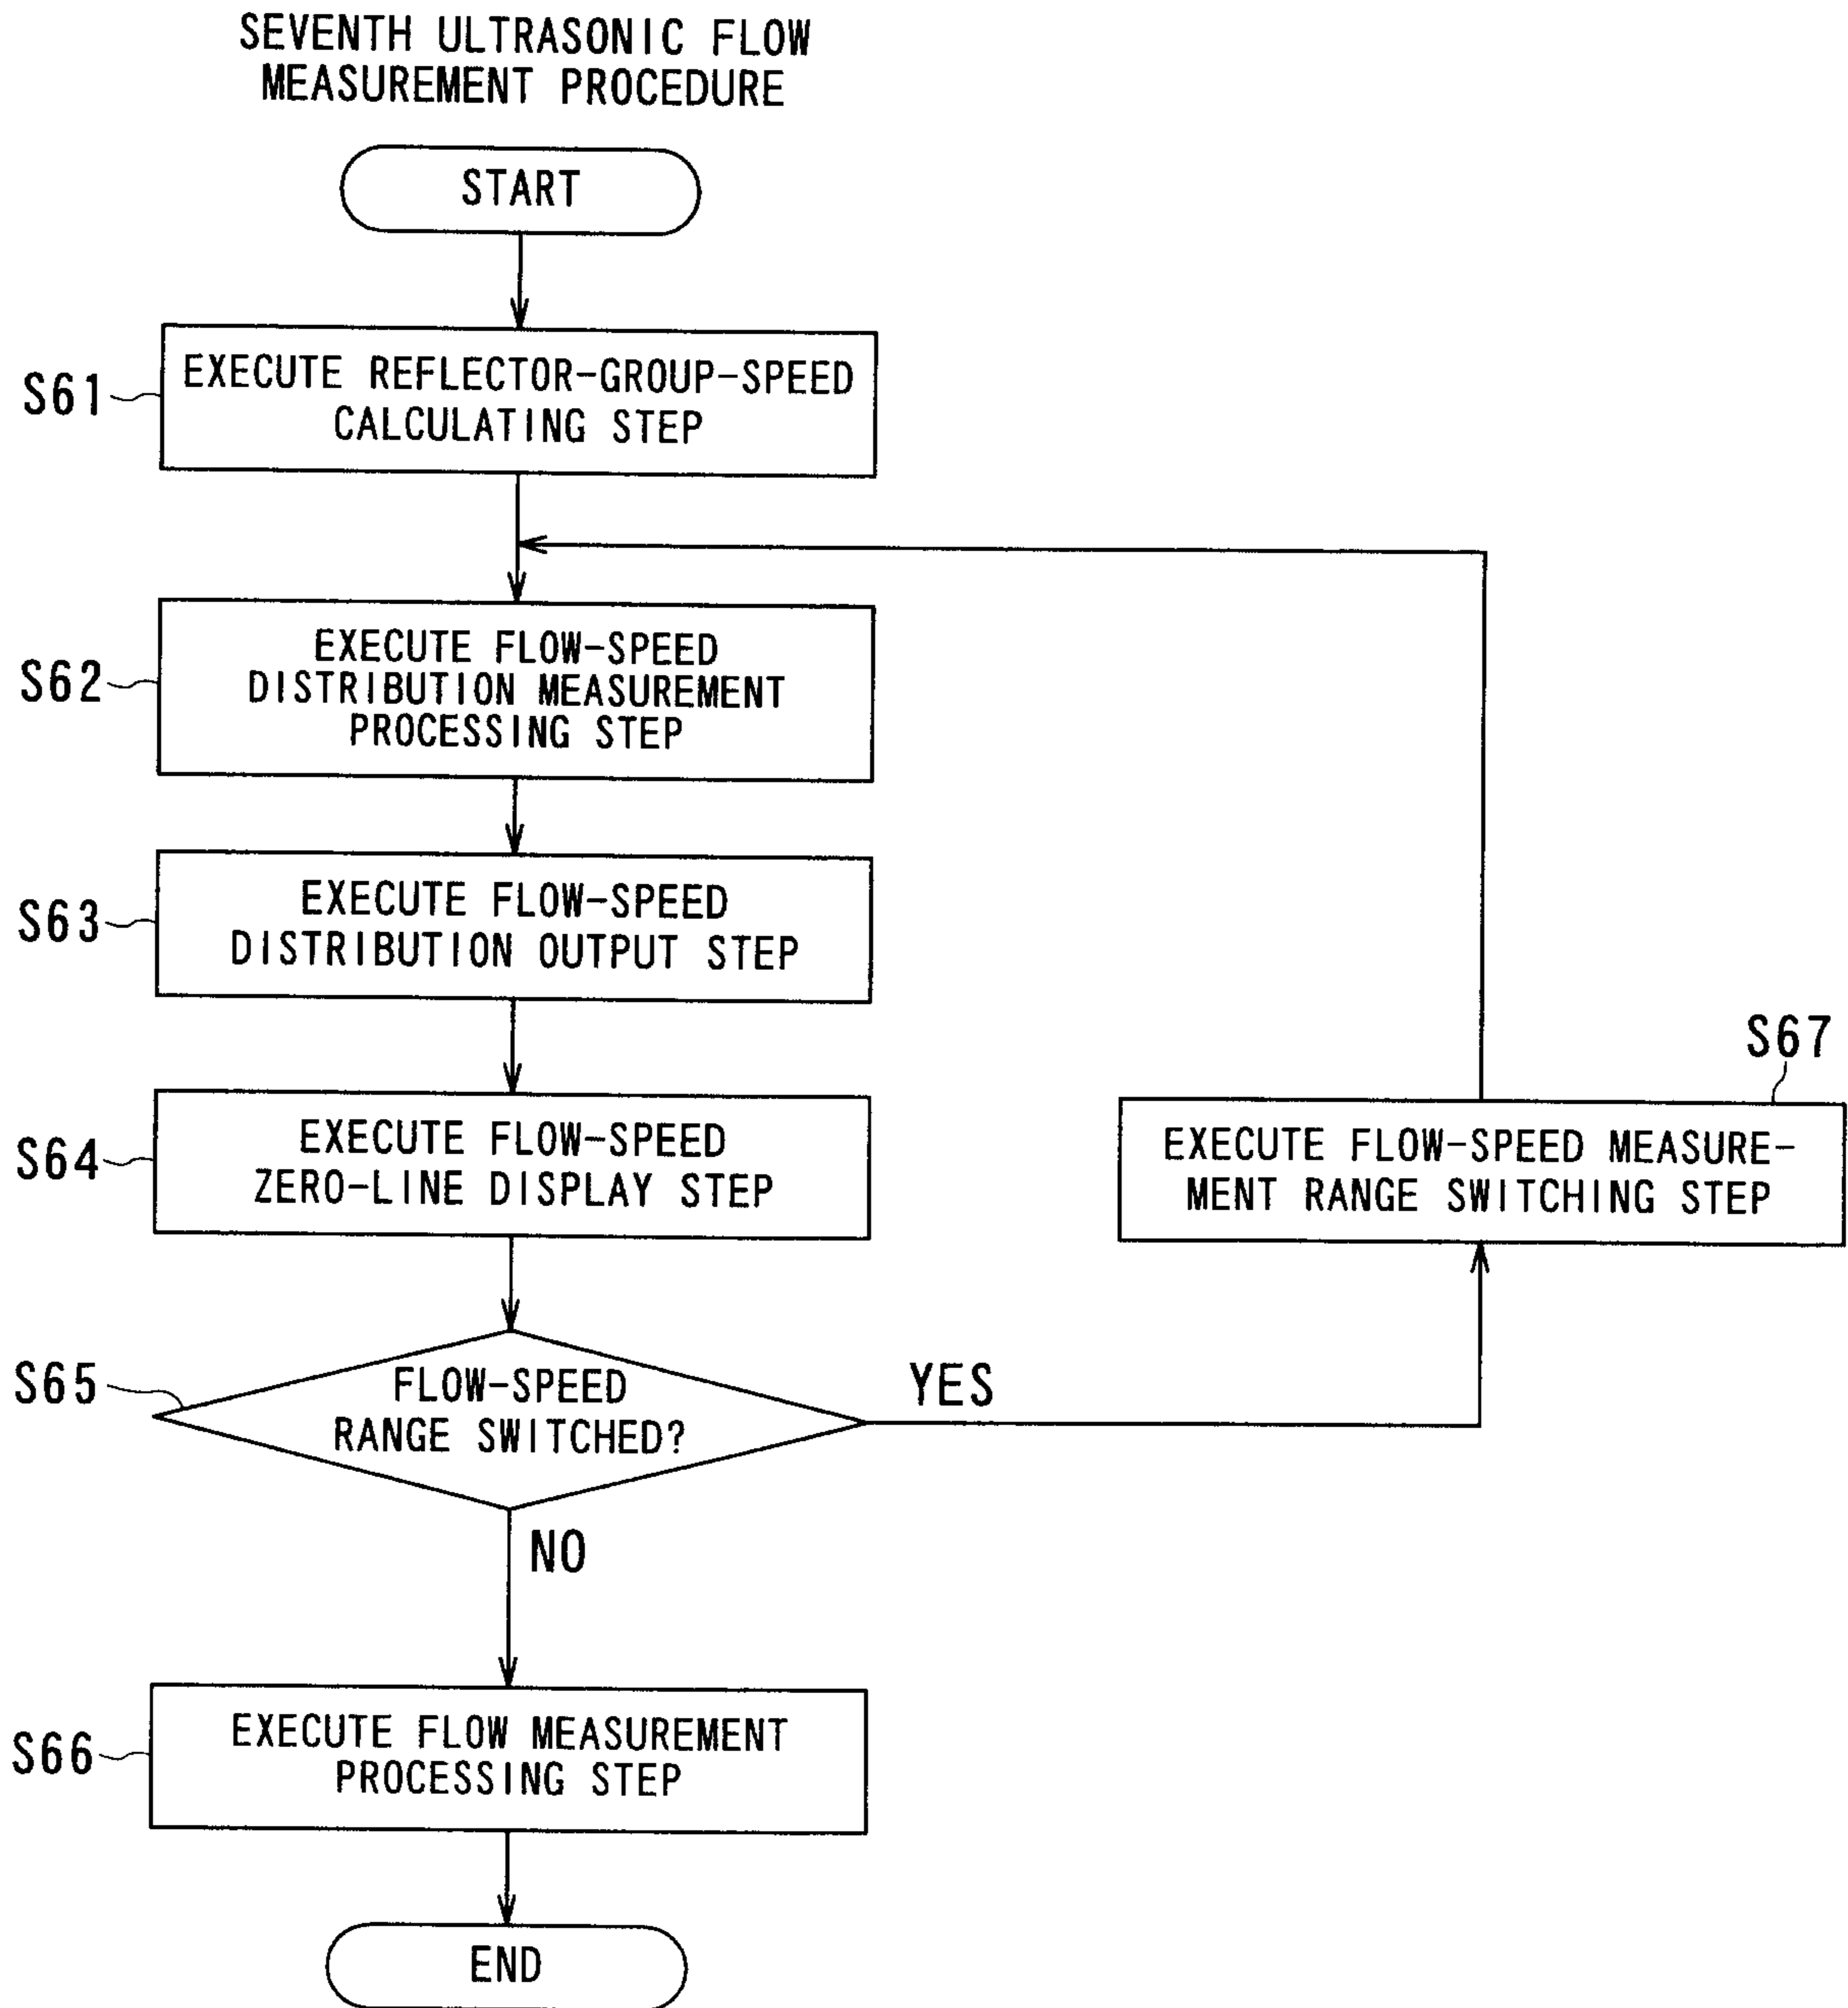 SEVENTH ULTRASONIC FLOW
MEASUREMENT PROCEDURE
START
S61
EXECUTE REFLECTOR-GROUP-SPEED
CALCULATING STEP
S62
EXECUTE FLOW-SPEED
DISTRIBUTION MEASUREMENT
PROCESSING STEP
S63
EXECUTE FLOW-SPEED
DISTRIBUTION OUTPUT STEP
S64
EXECUTE FLOW-SPEED
ZERO-LINE DISPLAY STEP
S67
EXECUTE FLOW-SPEED MEASURE-
MENT RANGE SWITCHING STEP
S65
FLOW-SPEED
RANGE SWITCHED?
YES
NO
S66
EXECUTE FLOW MEASUREMENT
PROCESSING STEP
END